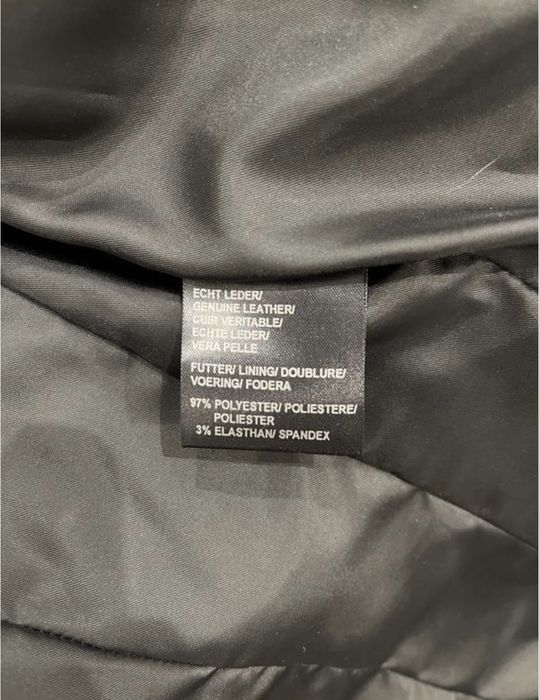 ECHT LEDER/
GENUINE LEATHER/
CUIR VERITABLE/
ECHTE LEDER/
VERA PELLE
FUTTER/ LINING/ DOUBLURE/
VOERING/ FODERA
97% POLYESTER/ POLIESTERE/
POLIESTER
3% ELASTHAN/ SPANDEX